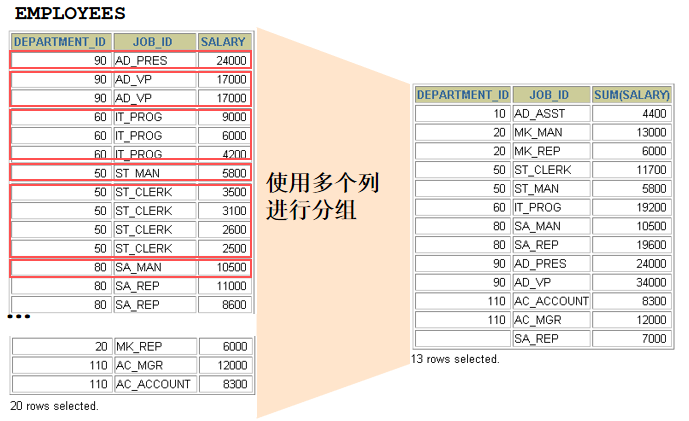 EMPLOYEES
DEPARTMENT_ID JOB_ID SALARY
90 AD_PRES 24000
90 AD_VP 17000
90 AD_VP 17000
60 IT_PROG 9000
60 IT_PROG 6000
60 IT_PROG 4200
50 ST_MAN 5800
50 ST_CLERK 3500
50 ST_CLERK 3100
50 ST_CLERK 2600
50 ST_CLERK 2500
80 SA_MAN 10500
80 SA_REP 11000
80 SA_REP 8600
...
20 MK_REP 6000
110 AC_MGR 12000
110 AC_ACCOUNT 8300
20 rows selected.
使用多个列
进行分组
DEPARTMENT_ID JOB_ID SUM(SALARY)
10 AD_ASST 4400
20 MK_MAN 13000
20 MK_REP 6000
50 ST_CLERK 11700
50 ST_MAN 5800
60 IT_PROG 19200
80 SA_MAN 10500
80 SA_REP 19600
90 AD_PRES 24000
90 AD_VP 34000
110 AC_ACCOUNT 8300
110 AC_MGR 12000
SA_REP 7000
13 rows selected.